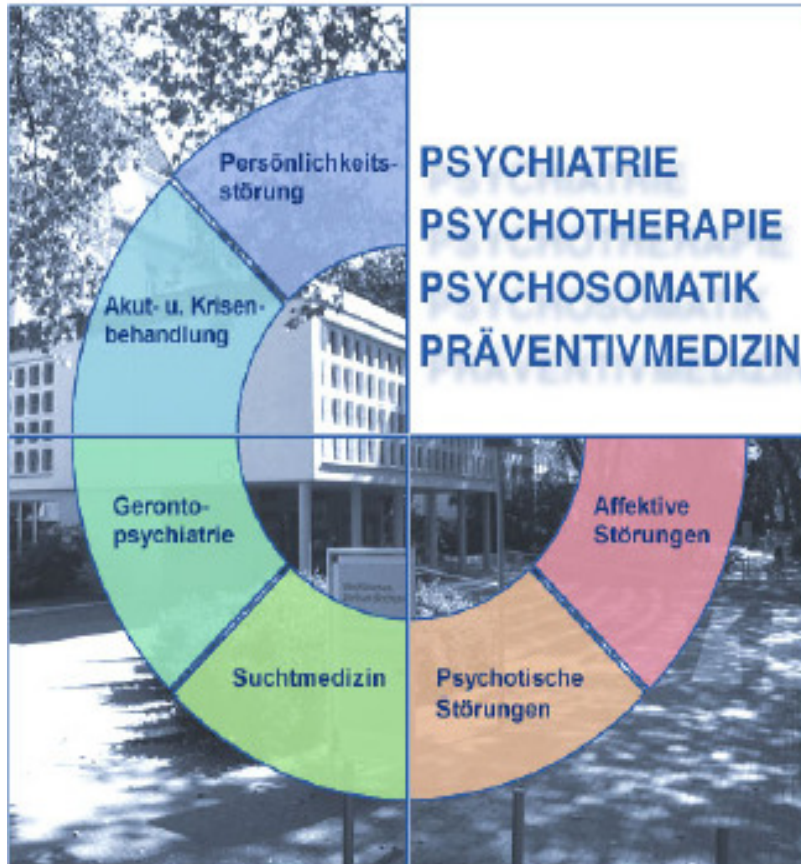 PSYCHIATRIE
PSYCHOTHERAPIE
PSYCHOSOMATIK
PRÄVENTIVMEDIZIN
Persönlichkeits-
störung
Akut- u. Krisen-
behandlung
Geronto-
psychiatrie
Suchtmedizin
Psychotische
Störungen
Affektive
Störungen